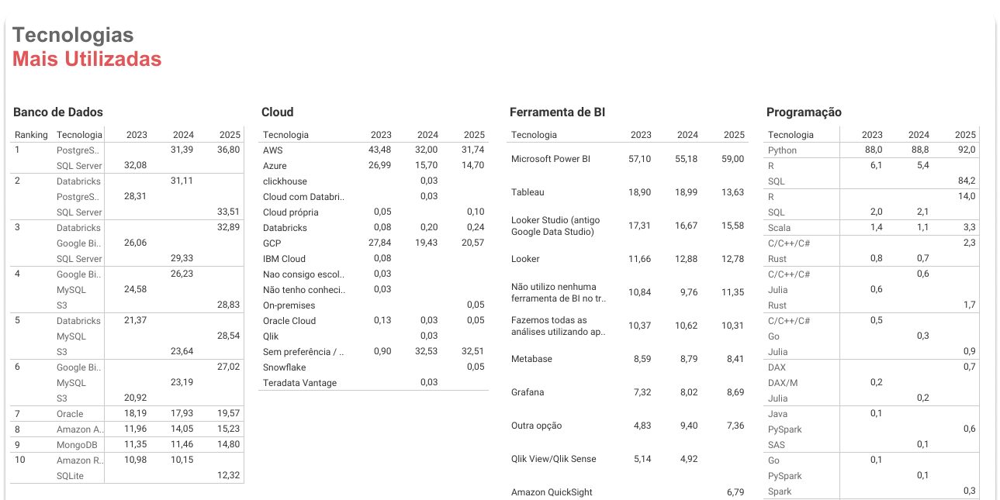 Tecnologias
Mais Utilizadas
Banco de Dados
Ranking Tecnologia 2023 2024 2025
1 PostgreS.. 31,39 36,80
SQL Server 32,08
2 Databricks 31,11
PostgreS.. 28,31
SQL Server 33,51
3 Databricks 32,89
Google Bi.. 26,06
SQL Server 29,33
4 Google Bi.. 26,23
MySQL 24,58
S3 28,83
5 Databricks 21,37
MySQL 28,54
S3 23,64
6 Google Bi.. 27,02
MySQL 23,19
S3 20,92
7 Oracle 18,19 17,93 19,57
8 Amazon A.. 11,96 14,05 15,23
9 MongoDB 11,35 11,46 14,80
10 Amazon R.. 10,98 10,15
SQLite 12,32
Cloud
Tecnologia 2023 2024 2025
AWS 43,48 32,00 31,74
Azure 26,99 15,70 14,70
clickhouse 0,03
Cloud com Databri.. 0,03
Cloud própria 0,05 0,10
Databricks 0,08 0,20 0,24
GCP 27,84 19,43 20,57
IBM Cloud 0,08
Nao consigo escol.. 0,03
Não tenho conheci.. 0,03
On-premises 0,05
Oracle Cloud 0,13 0,03 0,05
Qlik 0,03
Sem preferência / .. 0,90 32,53 32,51
Snowflake 0,05
Teradata Vantage 0,03
Ferramenta de BI
Tecnologia 2023 2024 2025
Microsoft Power BI 57,10 55,18 59,00
Tableau 18,90 18,99 13,63
Looker Studio (antigo
Google Data Studio) 17,31 16,67 15,58
Looker 11,66 12,88 12,78
Não utilizo nenhuma
ferramenta de BI no tr.. 10,84 9,76 11,35
Fazemos todas as
análises utilizando ap.. 10,37 10,62 10,31
Metabase 8,59 8,79 8,41
Grafana 7,32 8,02 8,69
Outra opção 4,83 9,40 7,36
Qlik View/Qlik Sense 5,14 4,92
Amazon QuickSight 6,79
Programação
Tecnologia 2023 2024 2025
Python 88,0 88,8 92,0
R 6,1 5,4
SQL 84,2
R 14,0
SQL 2,0 2,1
Scala 1,4 1,1 3,3
C/C++/C# 2,3
Rust 0,8 0,7
C/C++/C# 0,6
Julia 0,6
Rust 1,7
C/C++/C# 0,5
Go 0,3
Julia 0,9
DAX 0,7
DAX/M 0,2
Julia 0,2
Java 0,1
PySpark 0,6
SAS 0,1
Go 0,1
PySpark 0,1
Spark 0,3